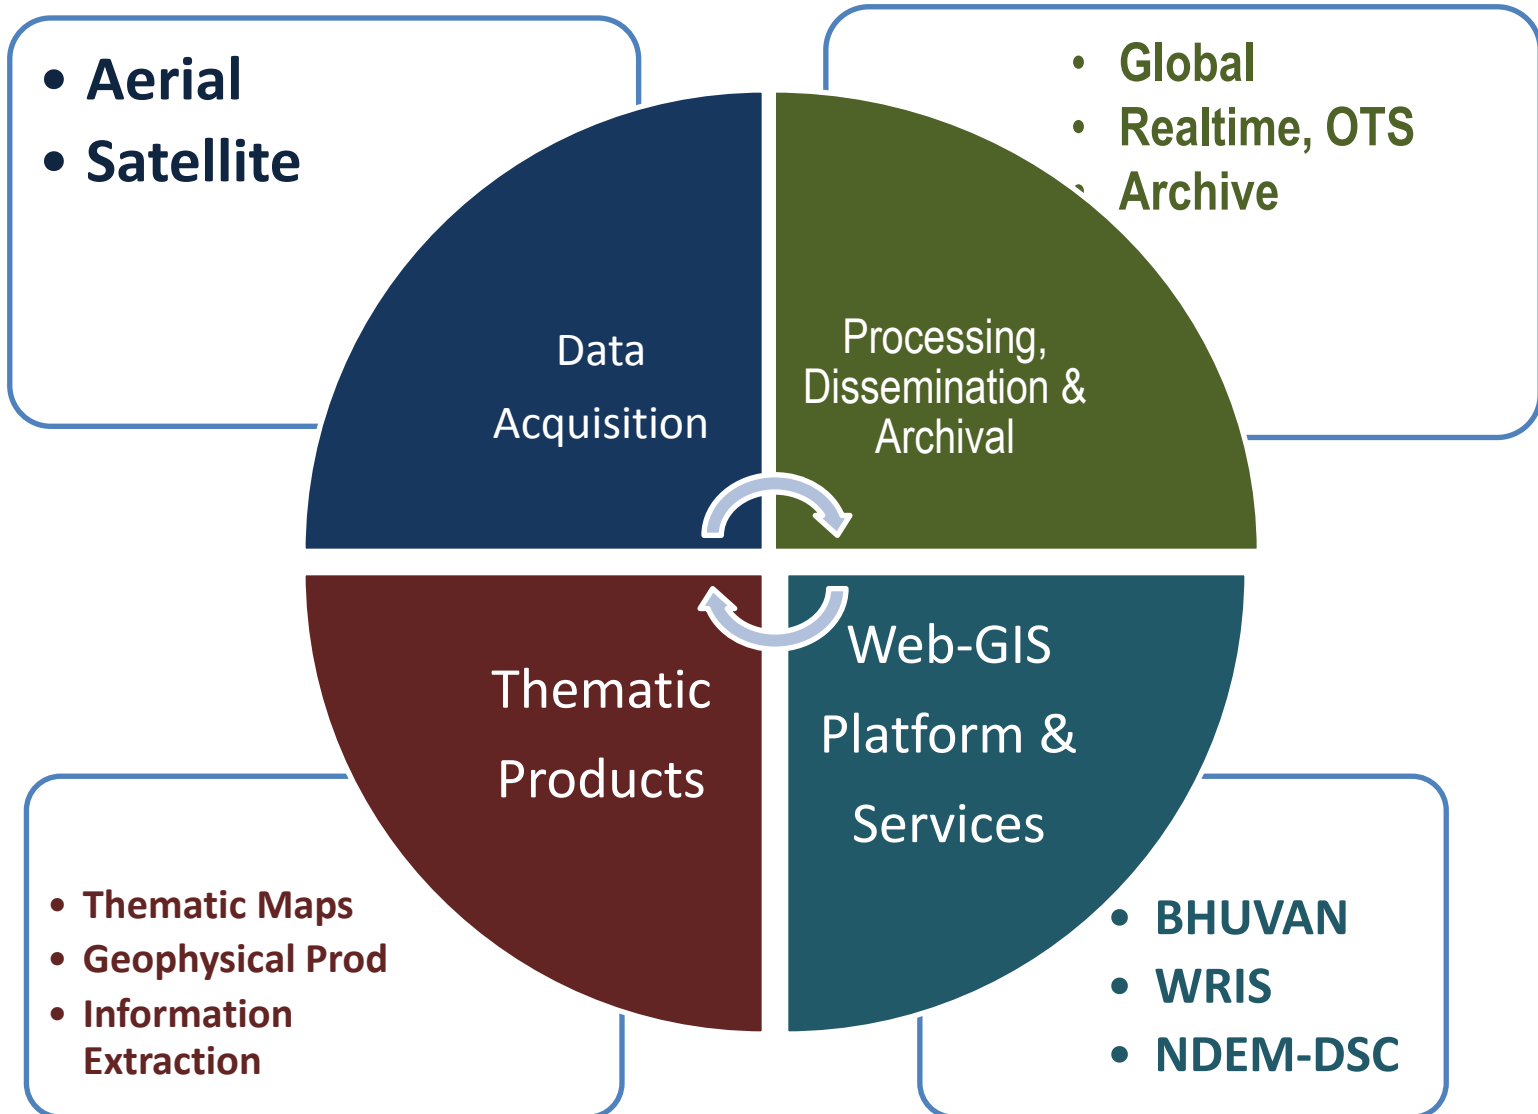 • Aerial
• Satellite
• Global
• Realtime, OTS
• Archive
Data
Acquisition
Processing,
Dissemination &
Archival
Thematic
Products
Web-GIS
Platform &
Services
• Thematic Maps
• Geophysical Prod
• Information
Extraction
• BHUVAN
• WRIS
• NDEM-DSC